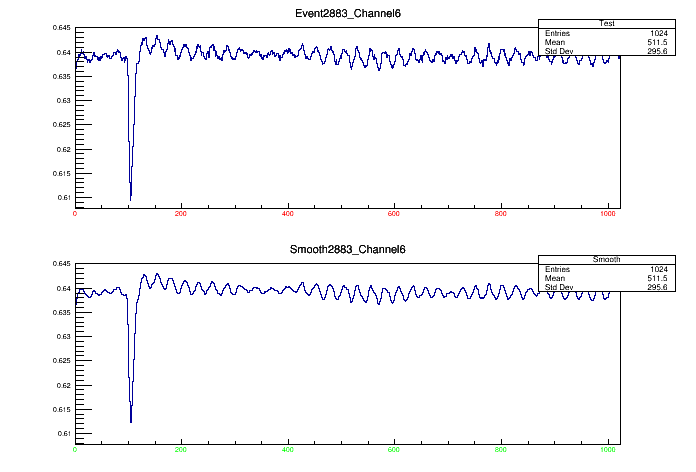 Event2883_Channel6
Test
Entries 1024
Mean 511.5
Std Dev 295.6
0.645
0.64
0.635
0.63
0.625
0.62
0.615
0.61
0 200 400 600 800 1000
Smooth2883_Channel6
Smooth
Entries 1024
Mean 511.5
Std Dev 295.6
0.645
0.64
0.635
0.63
0.625
0.62
0.615
0.61
0 200 400 600 800 1000